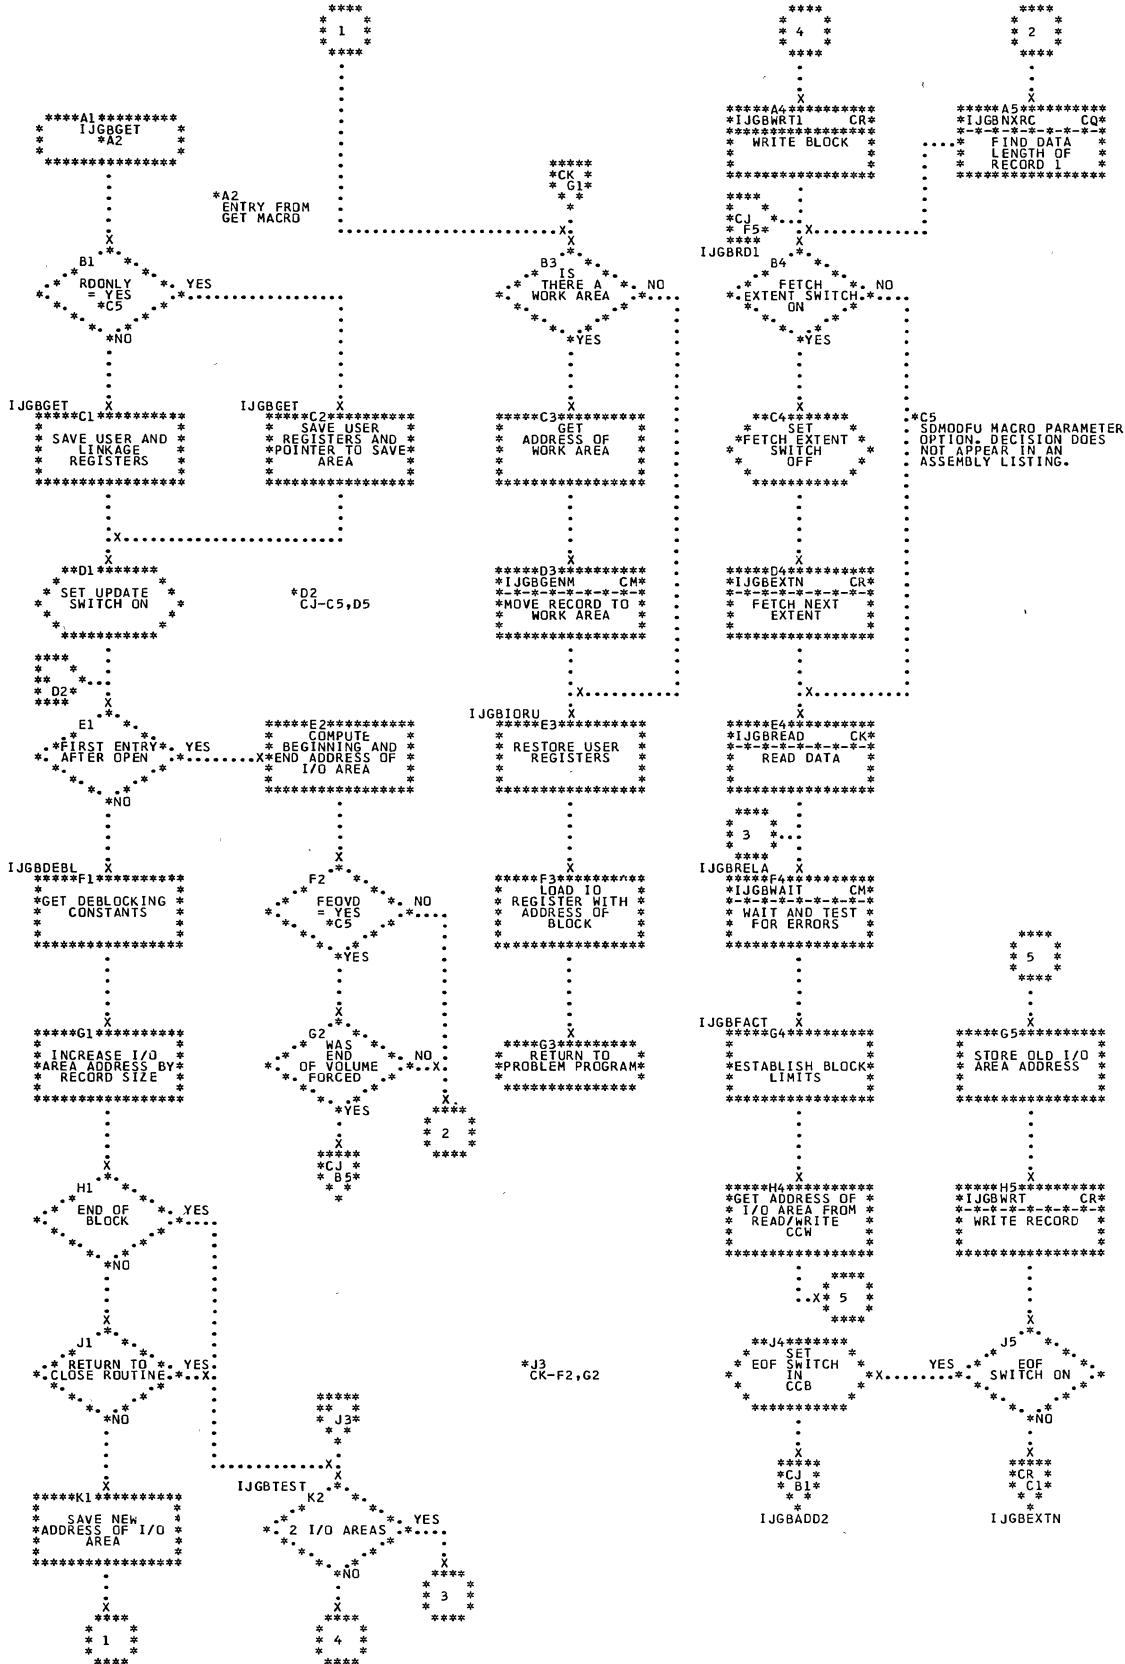 1
4
2
A1
IJGBGET
*A2
*A2
ENTRY FROM
GET MACRO
CK
G1
A4
IJGBWRT1 CR
WRITE BLOCK
A5
IJGBNXRC CQ
FIND DATA
LENGTH OF
RECORD 1
CJ
F5
IJGBRD1
B1
RDONLY
= YES
*C5
YES
NO
B3
IS
THERE A
WORK AREA
NO
YES
B4
FETCH
EXTENT SWITCH
ON
NO
YES
IJGBGET
C1
SAVE USER AND
LINKAGE
REGISTERS
IJGBGET
C2
SAVE USER
REGISTERS AND
POINTER TO SAVE
AREA
C3
GET
ADDRESS OF
WORK AREA
C4
SET
FETCH EXTENT
SWITCH
OFF
*C5
SDMODFU MACRO PARAMETER
OPTION. DECISION DOES
NOT APPEAR IN AN
ASSEMBLY LISTING.
D1
SET UPDATE
SWITCH ON
*D2
CJ-C5,D5
D3
IJGBGENM CM
MOVE RECORD TO
WORK AREA
D4
IJGBEXTN CR
FETCH NEXT
EXTENT
D2
E1
FIRST ENTRY
AFTER OPEN
YES
NO
E2
COMPUTE
BEGINNING AND
END ADDRESS OF
I/O AREA
IJGBIORU
E3
RESTORE USER
REGISTERS
E4
IJGBREAD CK
READ DATA
3
IJGBDEBL
F1
GET DEBLOCKING
CONSTANTS
F2
FEOVD
= YES
*C5
NO
YES
F3
LOAD IO
REGISTER WITH
ADDRESS OF
BLOCK
IJGBRELA
F4
IJGBWAIT CM
WAIT AND TEST
FOR ERRORS
5
G1
INCREASE I/O
AREA ADDRESS BY
RECORD SIZE
G2
WAS
END
OF VOLUME
FORCED
NO
YES
G3
RETURN TO
PROBLEM PROGRAM
IJGBFACT
G4
ESTABLISH BLOCK
LIMITS
G5
STORE OLD I/O
AREA ADDRESS
2
CJ
B5
H1
END OF
BLOCK
YES
NO
H4
GET ADDRESS OF
I/O AREA FROM
READ/WRITE
CCW
H5
IJGBWRT CR
WRITE RECORD
5
J1
RETURN TO
CLOSE ROUTINE
YES
NO
*J3
CK-F2,G2
J4
SET
EOF SWITCH
IN
CCB
J5
EOF
SWITCH ON
YES
NO
J3
CJ
B1
IJGBADD2
CR
C1
IJGBEXTN
K1
SAVE NEW
ADDRESS OF I/O
AREA
IJGBTEST
K2
2 I/O AREAS
YES
NO
3
1
4